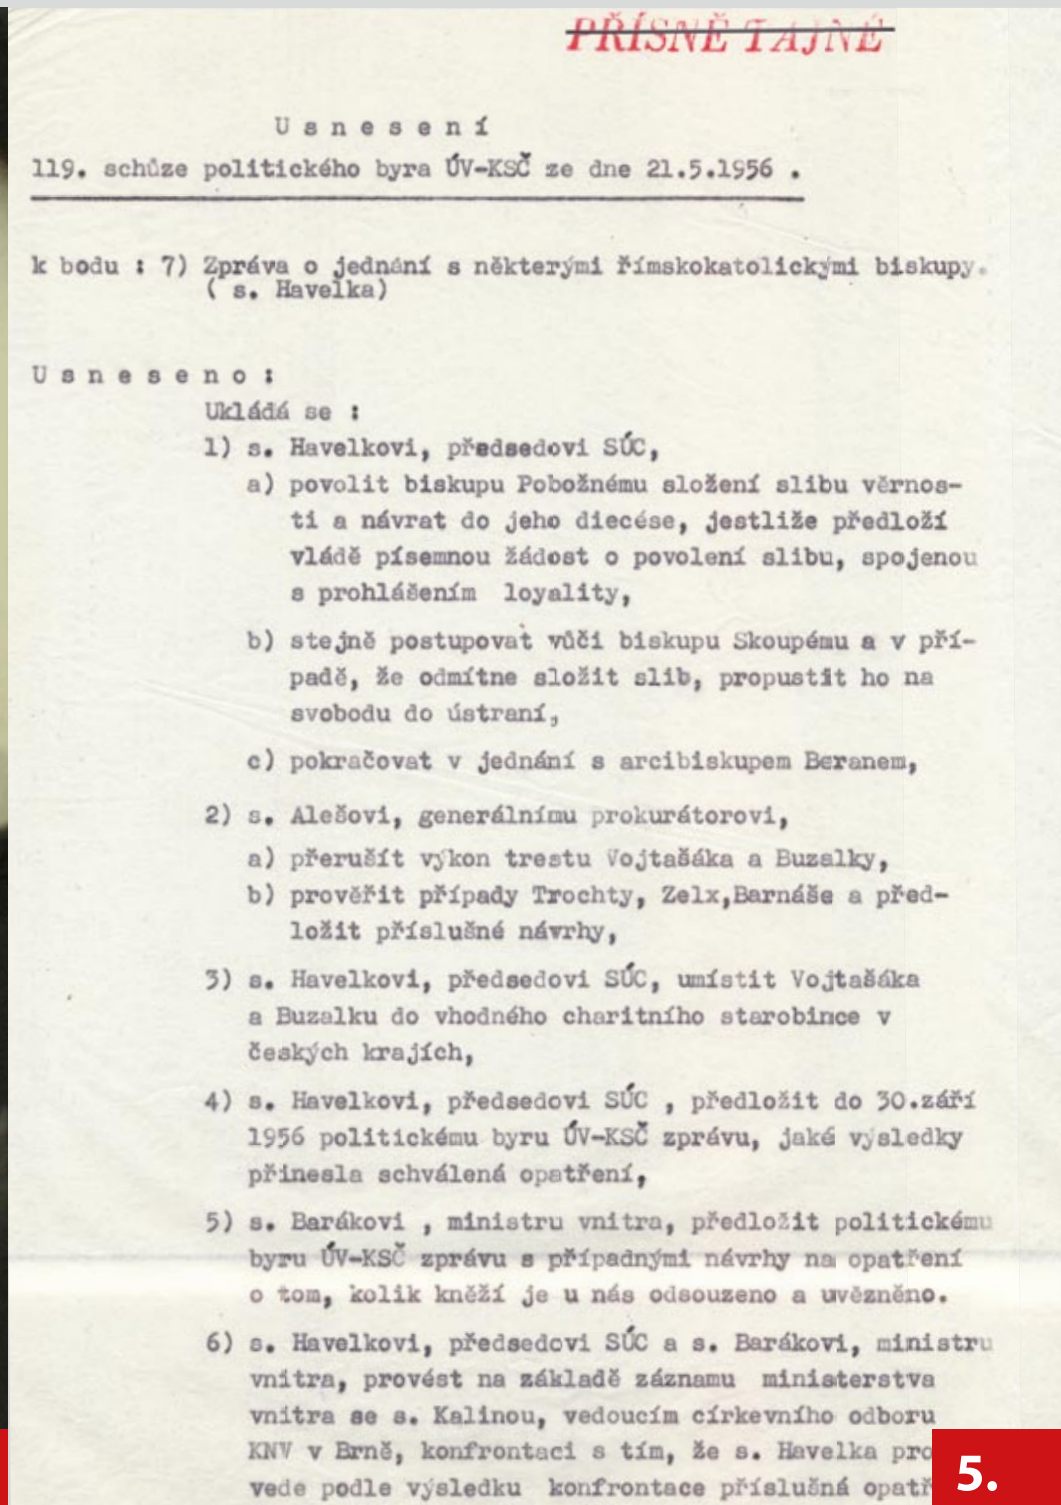 PŘÍSNĚ TAJNÉ
Usnesení
119. schůze politického byra ÚV-KSČ ze dne 21.5.1956 .
k bodu : 7) Zpráva o jednání s některými římskokatolickými biskupy.
( s. Havelka)
Usneseno:
Ukládá se :
1) s. Havelkovi, předsedovi SÚC,
a) povolit biskupu Pobožnému složení slibu věrnos-
ti a návrat do jeho diecése, jestliže předloží
vládě písemnou žádost o povolení slibu, spojenou
s prohlášením loyality,
b) stejně postupovat vůči biskupu Skoupému a v pří-
padě, že odmítne složit slib, propustit ho na
svobodu do ústraní,
c) pokračovat v jednání s arcibiskupem Beranem,
2) s. Alešovi, generálnímu prokurátorovi,
a) přerušít výkon trestu Vojtašáka a Buzalky,
b) prověřit případy Trochty, Zelx,Barnáše a před-
ložit příslušné návrhy,
3) s. Havelkovi, předsedovi SÚC, umístit Vojtašáka
a Buzalku do vhodného charitního starobince v
českých krajích,
4) s. Havelkovi, předsedovi SÚC , předložit do 30.září
1956 politickému byru ÚV-KSČ zprávu, jaké výsledky
přinesla schválená opatření,
5) s. Barákovi , ministru vnitra, předložit politickému
byru ÚV-KSČ zprávu s případnými návrhy na opatření
o tom, kolik kněží je u nás odsouzeno a uvězněno.
6) s. Havelkovi, předsedovi SÚC a s. Barákovi, ministru
vnitra, provést na základě záznamu ministerstva
vnitra se s. Kalinou, vedoucím církevního odboru
KNV v Brně, konfrontaci s tím, že s. Havelka pro
vede podle výsledku konfrontace příslušná opatř
5.